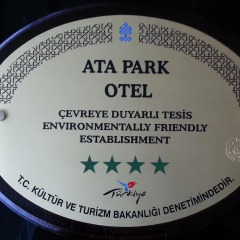 ATA PARK
OTEL
ÇEVREYE DUYARLI TESİS
ENVIRONMENTALLY FRIENDLY
ESTABLISHMENT
Türkiye
T.C. KÜLTÜR VE TURİZM BAKANLIĞI DENETİMİNDEDİR.